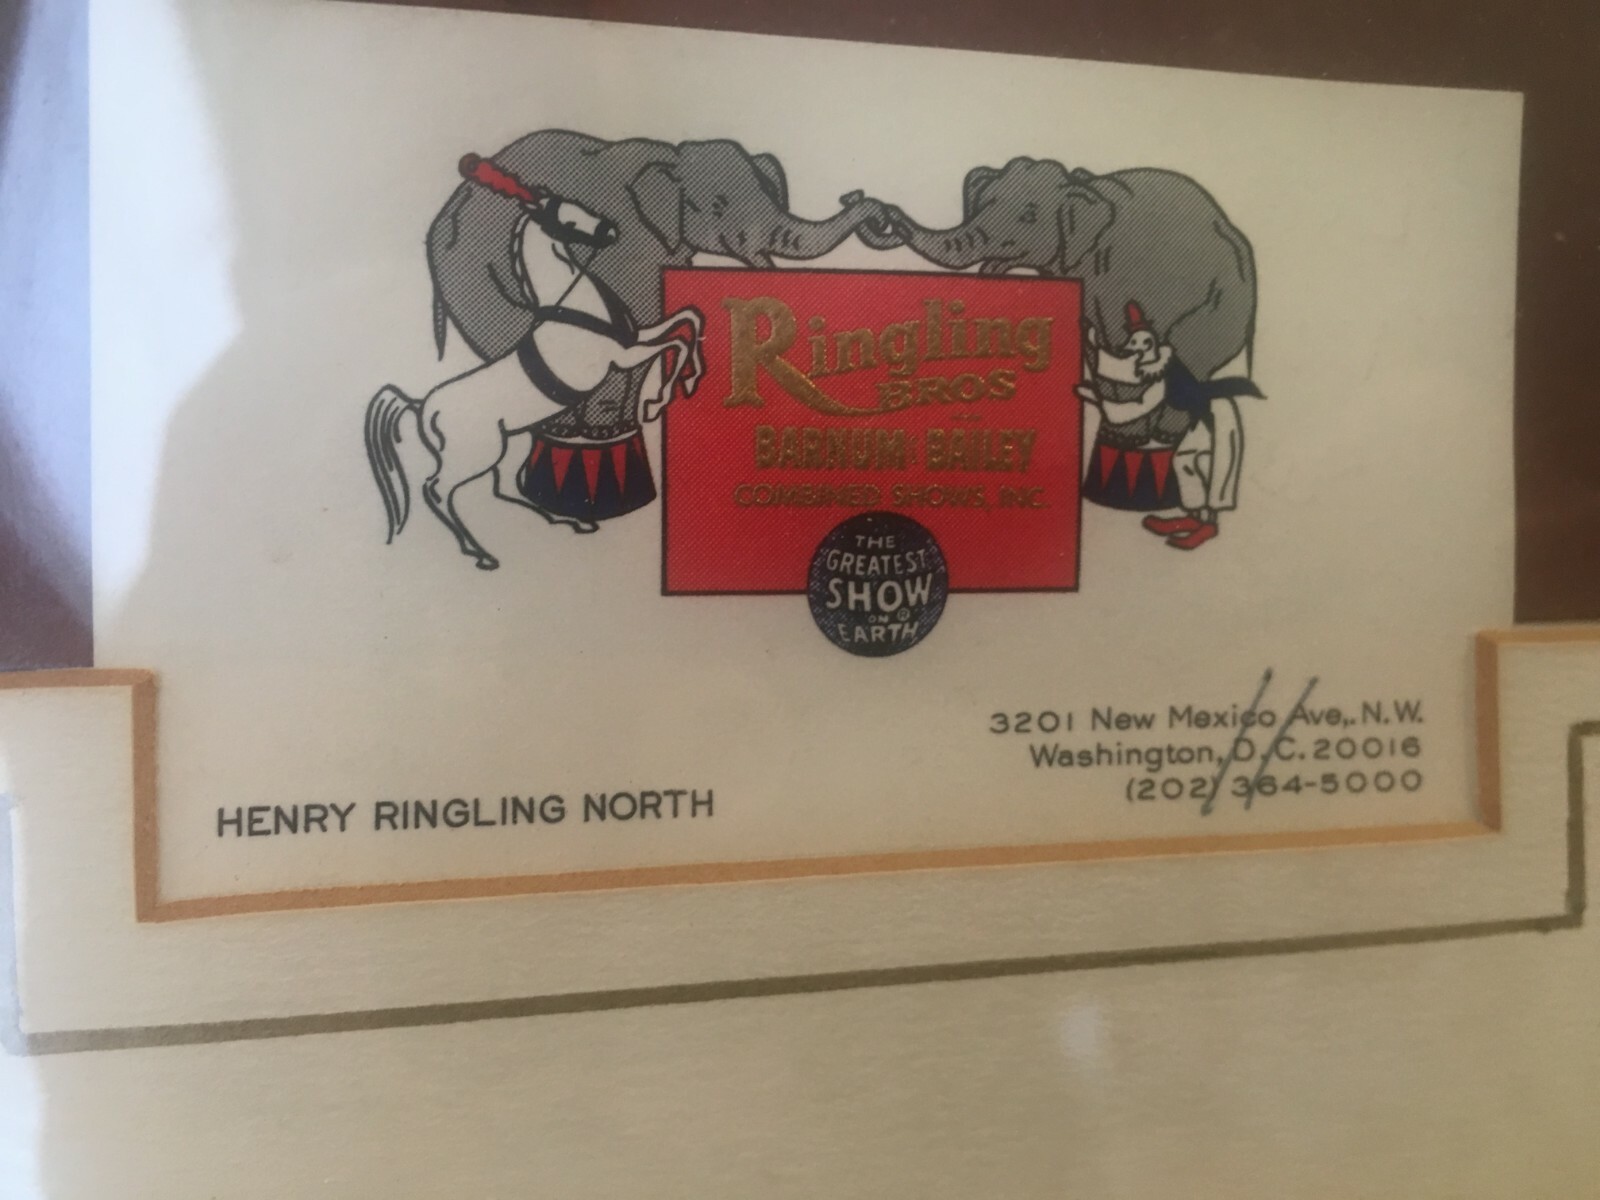 Ringling
BROS
AND
BARNUM & BAILEY
COMBINED SHOWS, INC.
THE
GREATEST
SHOW
ON ®
EARTH
3201 New Mexico Ave,. N.W.
Washington, D.C. 20016
(202) 364-5000
HENRY RINGLING NORTH